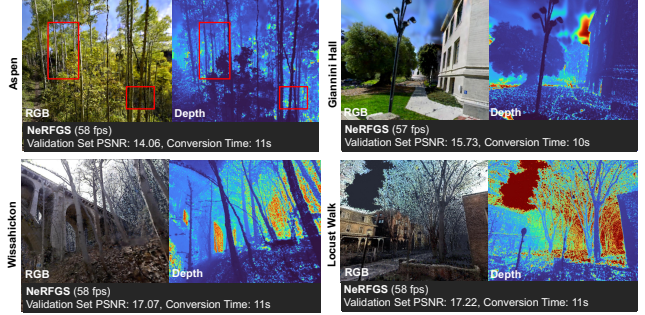 Aspen
RGB
Depth
NeRFGS (58 fps)
Validation Set PSNR: 14.06, Conversion Time: 11s
Giannini Hall
RGB
Depth
NeRFGS (57 fps)
Validation Set PSNR: 15.73, Conversion Time: 10s
Wissahickon
RGB
Depth
NeRFGS (58 fps)
Validation Set PSNR: 17.07, Conversion Time: 11s
Locust Walk
RGB
Depth
NeRFGS (58 fps)
Validation Set PSNR: 17.22, Conversion Time: 11s